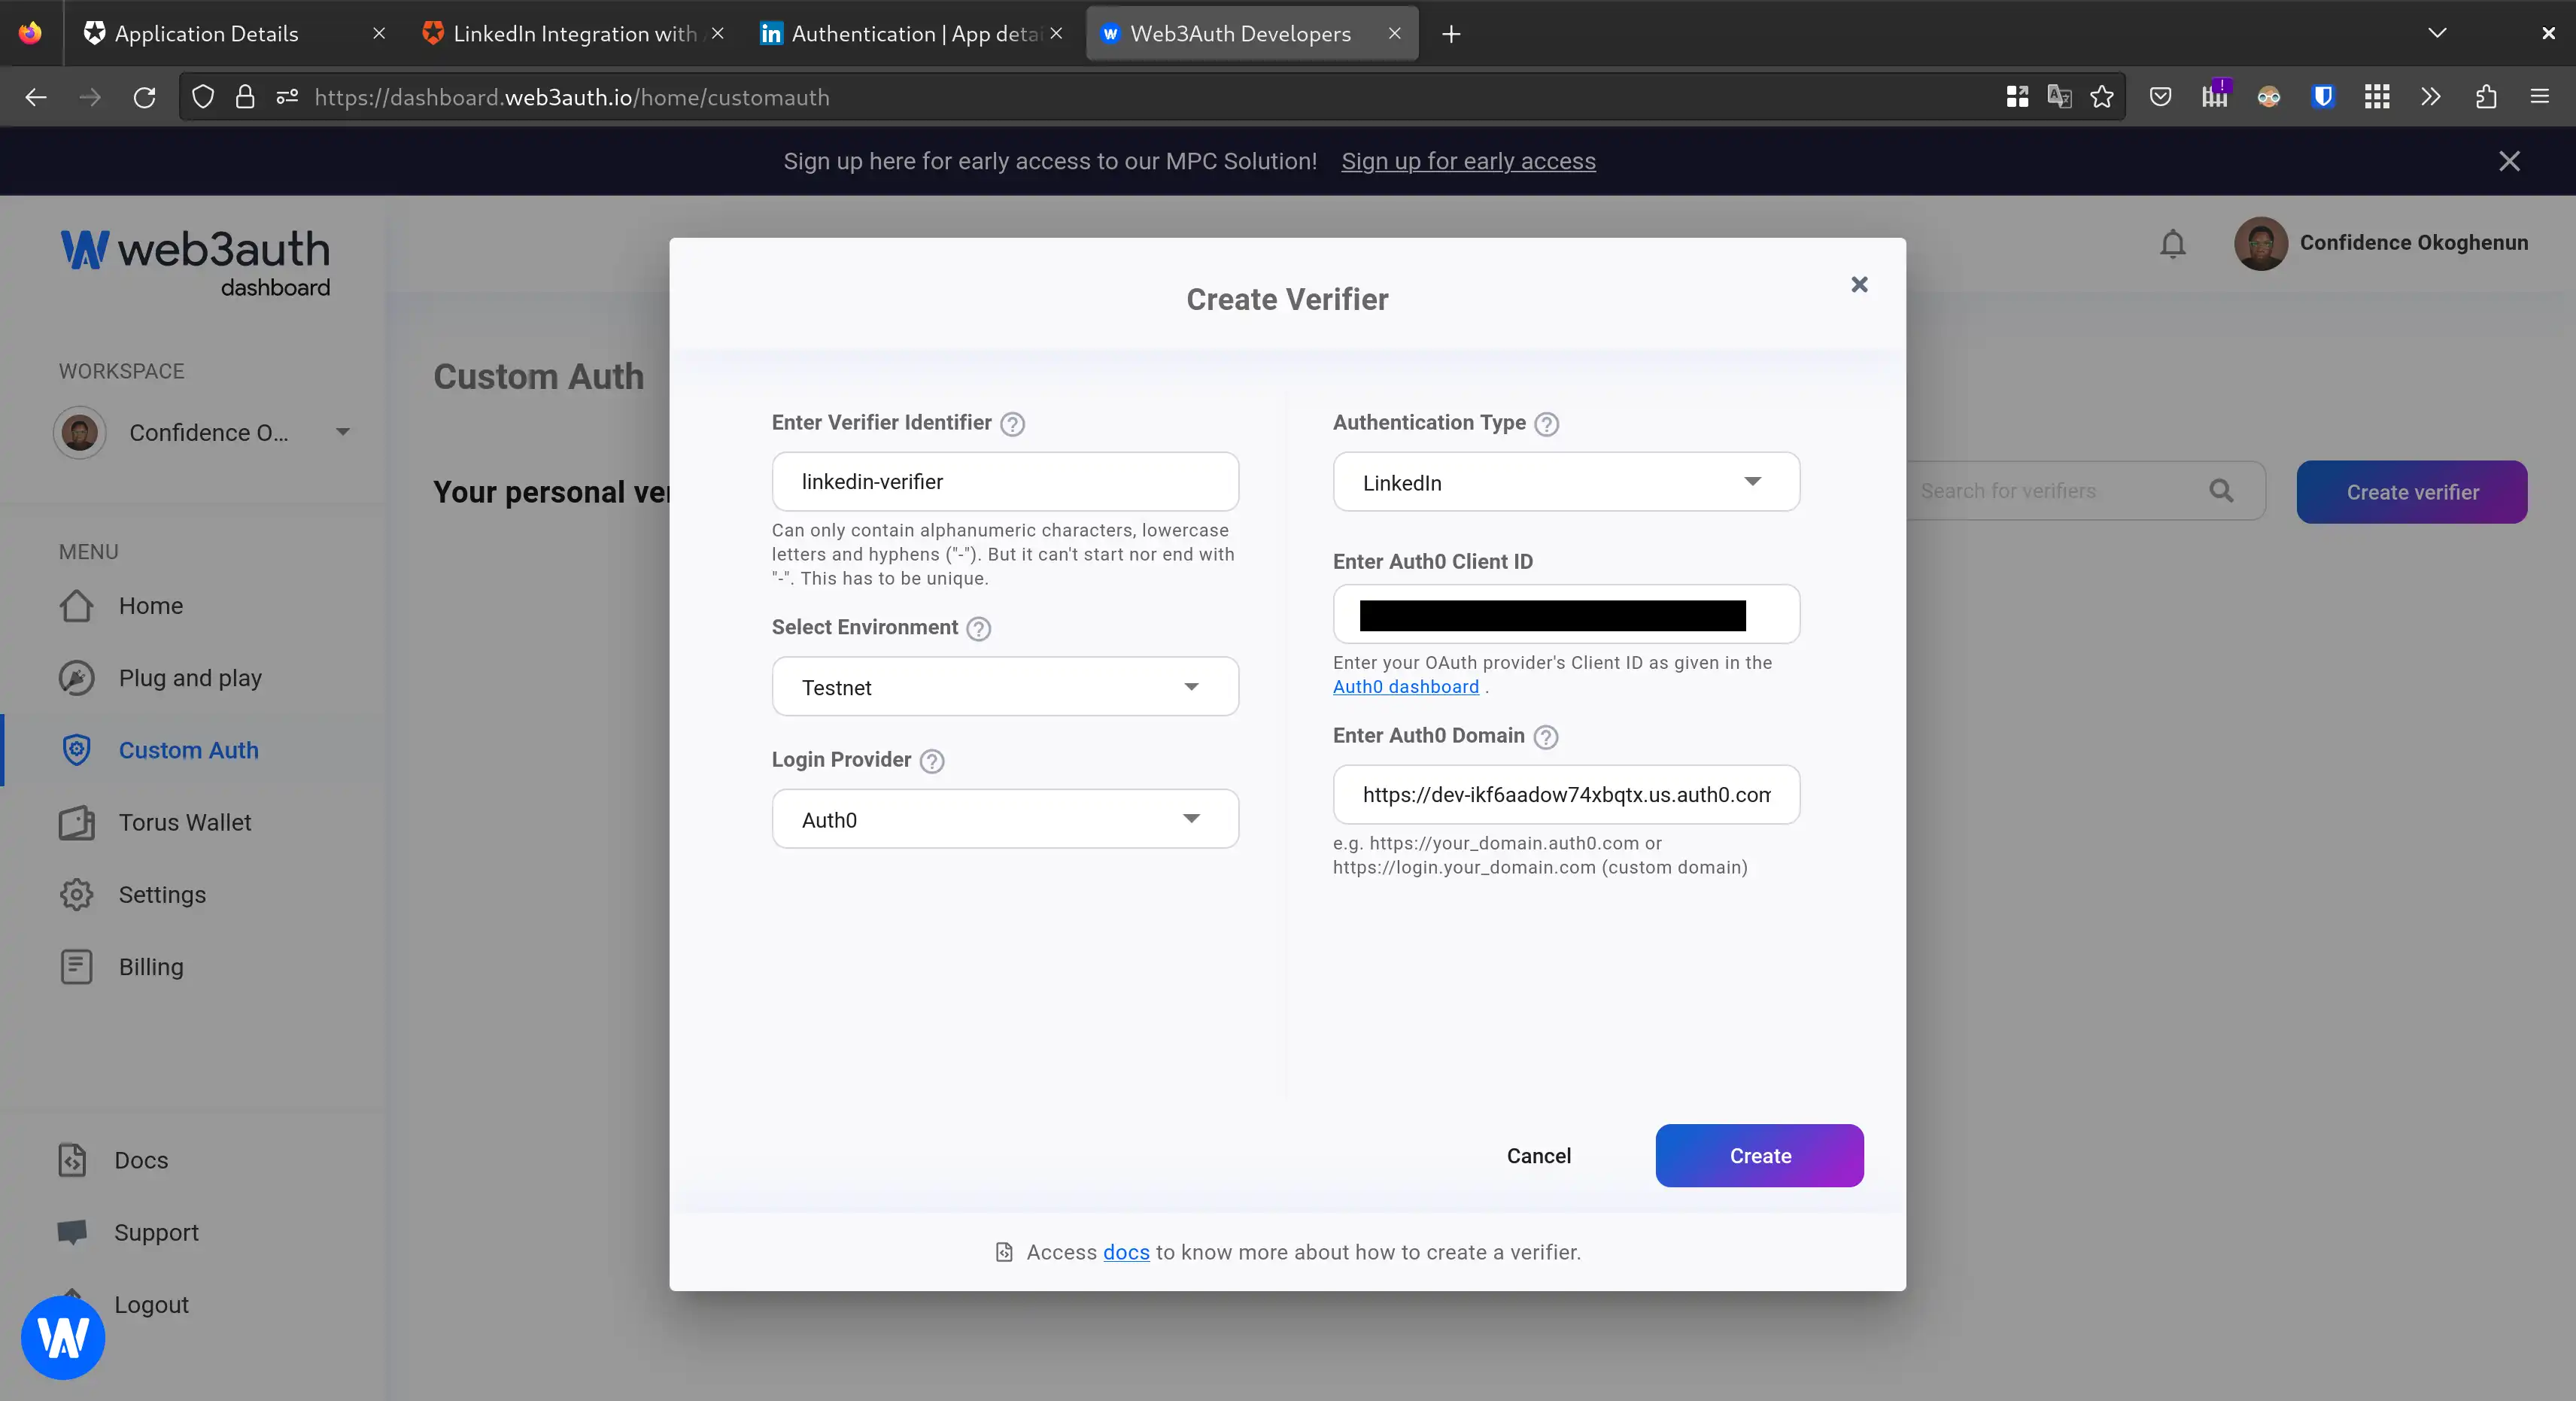 Application Details
LinkedIn Integration with
Authentication | App detai
Web3Auth Developers
https://dashboard.web3auth.io/home/customauth
Sign up here for early access to our MPC Solution! Sign up for early access
web3auth
dashboard
Confidence Okoghenun
WORKSPACE
Confidence O...
MENU
Home
Plug and play
Custom Auth
Torus Wallet
Settings
Billing
Docs
Support
Logout
Custom Auth
Your personal ver
Search for verifiers
Create verifier
Create Verifier
Enter Verifier Identifier
linkedin-verifier
Can only contain alphanumeric characters, lowercase
letters and hyphens ("-"). But it can't start nor end with
"-". This has to be unique.
Select Environment
Testnet
Login Provider
Auth0
Authentication Type
LinkedIn
Enter Auth0 Client ID
Enter your OAuth provider's Client ID as given in the
Auth0 dashboard .
Enter Auth0 Domain
https://dev-ikf6aadow74xbqtx.us.auth0.com
e.g. https://your_domain.auth0.com or
https://login.your_domain.com (custom domain)
Cancel
Create
Access docs to know more about how to create a verifier.